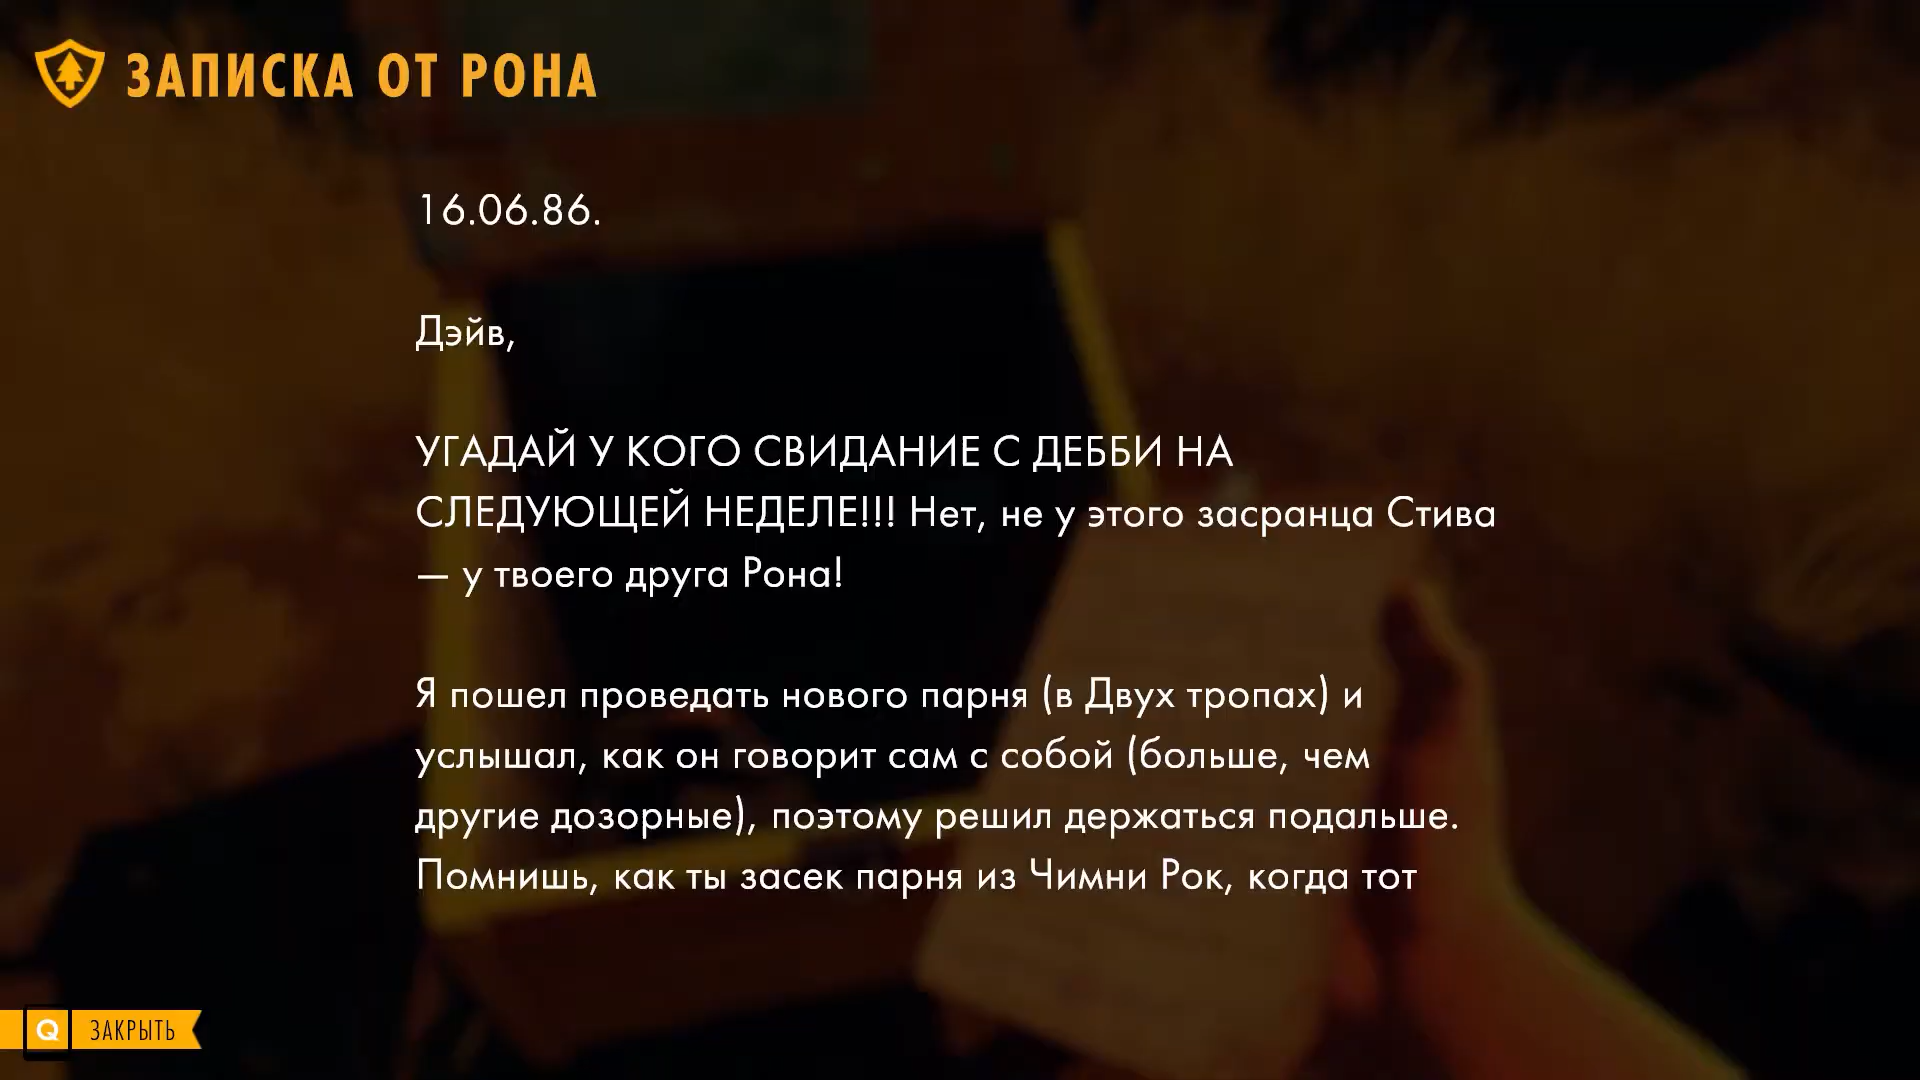 ЗАПИСКА ОТ РОНА
16.06.86.
Дэйв,
УГАДАЙ У КОГО СВИДАНИЕ С ДЕББИ НА
СЛЕДУЮЩЕЙ НЕДЕЛЕ!!! Нет, не у этого засранца Стива
— у твоего друга Рона!
Я пошел проведать нового парня (в Двух тропах) и
услышал, как он говорит сам с собой (больше, чем
другие дозорные), поэтому решил держаться подальше.
Помнишь, как ты засек парня из Чимни Рок, когда тот
Q ЗАКРЫТЬ